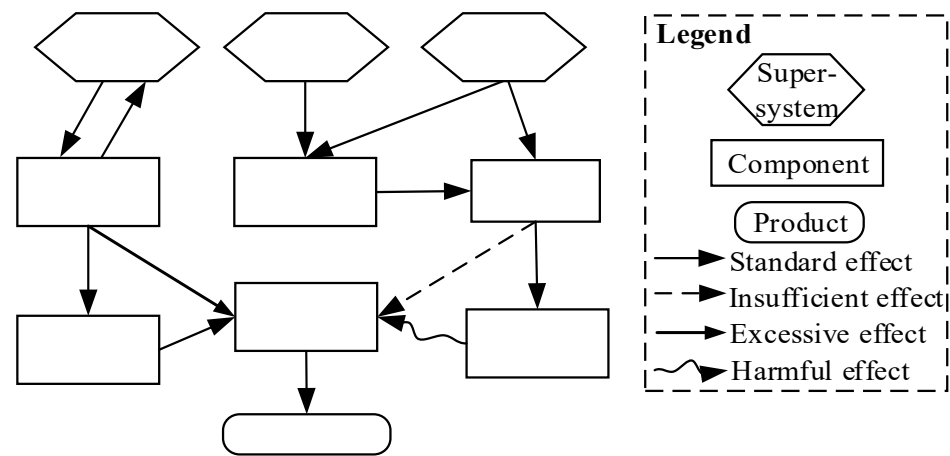 Legend
Super-
system
Component
Product
Standard effect
Insufficient effect
Excessive effect
Harmful effect